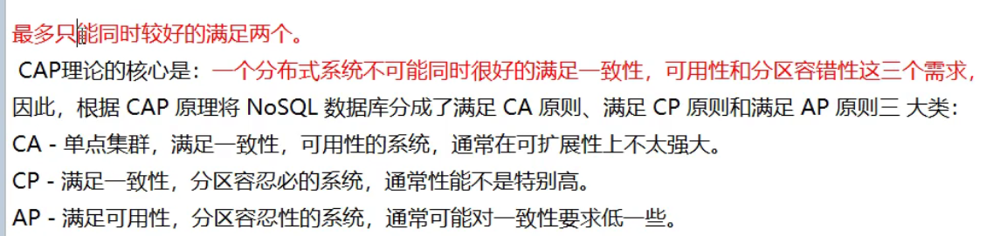 最多只能同时较好的满足两个。
CAP理论的核心是：一个分布式系统不可能同时很好的满足一致性，可用性和分区容错性这三个需求，
因此，根据 CAP 原理将 NoSQL 数据库分成了满足 CA 原则、满足 CP 原则和满足 AP 原则三 大类：
CA - 单点集群，满足一致性，可用性的系统，通常在可扩展性上不太强大。
CP - 满足一致性，分区容忍必的系统，通常性能不是特别高。
AP - 满足可用性，分区容忍性的系统，通常可能对一致性要求低一些。